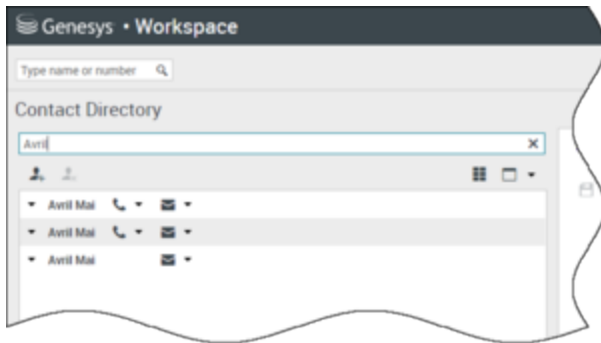 Genesys • Workspace
Type name or number
Contact Directory
Avril
Avril Mai
Avril Mai
Avril Mai